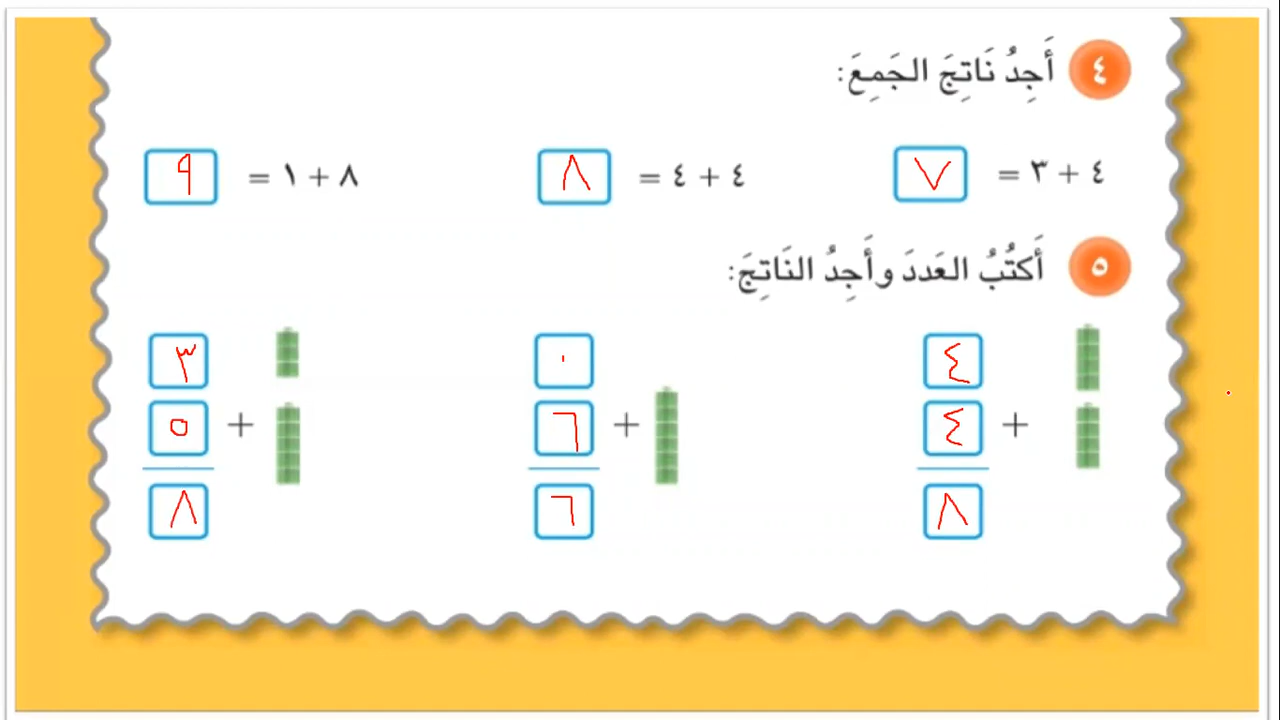 ٤ أَجِدُ نَاتِجَ الجَمِعَ:
٤ + ٣ = ٧
٤ + ٤ = ٨
٨ + ١ = ٩
٥ أَكتُبُ العَددَ وأَجِدُ النَاتِجَ:
٤ ٠ ٣
+ ٤ + ٦ + ٥
٨ ٦ ٨